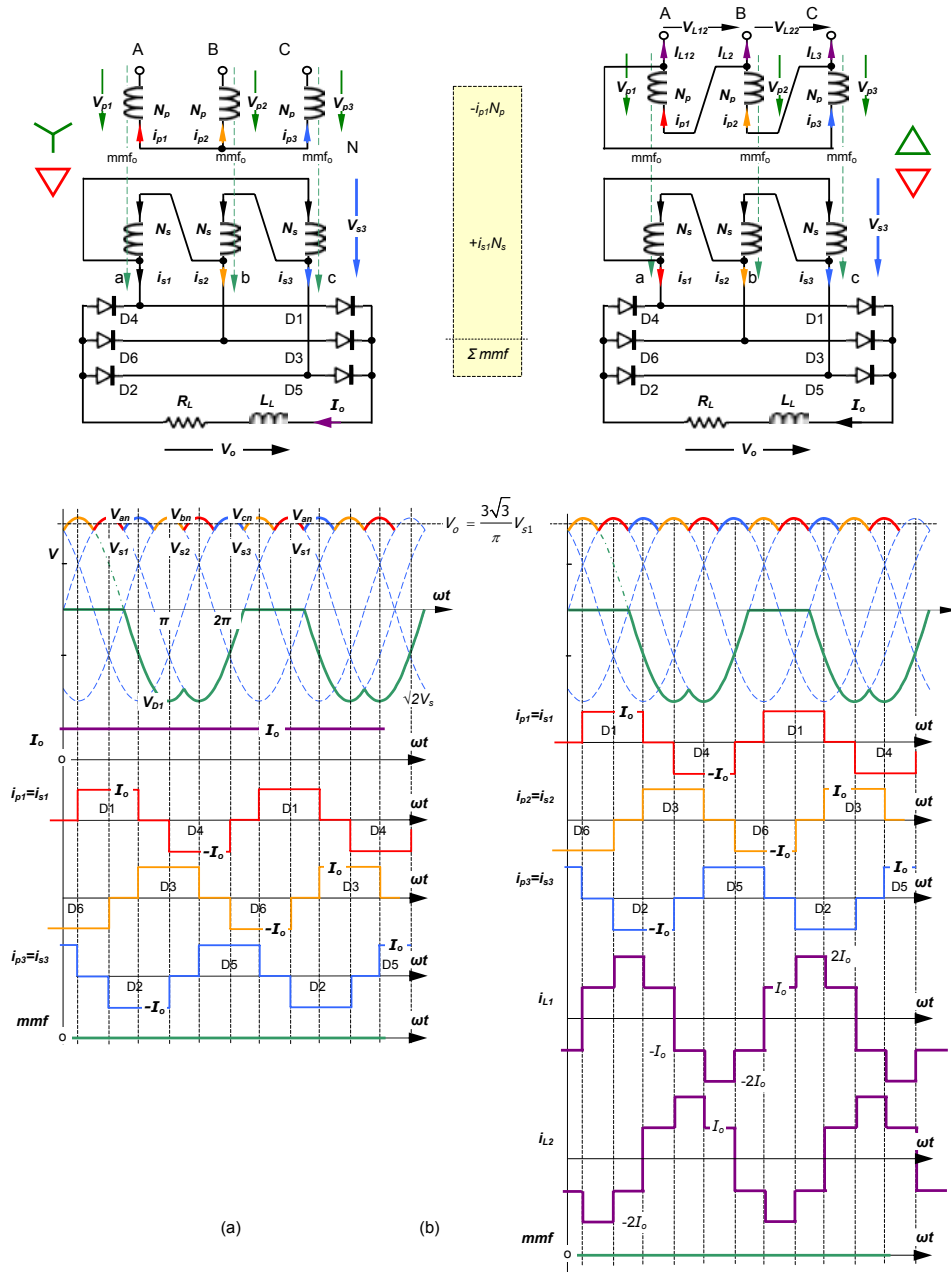 A B C
V_p1 N_p N_p V_p2 N_p V_p3
i_p1 i_p2 i_p3 N
mmf_o mmf_o mmf_o
N_s N_s N_s V_s3
a i_s1 i_s2 b i_s3 c
D4 D1
D6 D3
D2 D5
R_L L_L I_o
V_o
-i_p1N_p
+i_s1N_s
Σ mmf
A V_L12 B V_L22 C
I_L12 I_L2 I_L3
V_p1 N_p N_p V_p2 N_p V_p3
i_p1 i_p2 i_p3
mmf_o mmf_o mmf_o
N_s N_s N_s V_s3
a i_s1 i_s2 b i_s3 c
D4 D1
D6 D3
D2 D5
R_L L_L I_o
V_o
V_an V_bn V_cn V_an
V_o = 3√3/π V_s1
V V_s1 V_s2 V_s3 V_s1
ωt
π 2π
V_D1 √2V_s
I_o I_o
o ωt
i_p1=i_s1 I_o D1 D1 ωt
D4 -I_o D4
D3 I_o D3 ωt
D6 -I_o D6
i_p3=i_s3 D5 I_o D5 ωt
D2 -I_o D2
mmf o ωt
i_p1=i_s1 I_o D1 D1 ωt
D4 -I_o D4
i_p2=i_s2 D3 I_o D3 ωt
D6 D6 -I_o
i_p3=i_s3 D5 I_o D5 ωt
D2 -I_o D2
2I_o
i_L1 I_o ωt
-I_o
-2I_o
i_L2 I_o ωt
-2I_o
mmf o ωt
(a) (b)